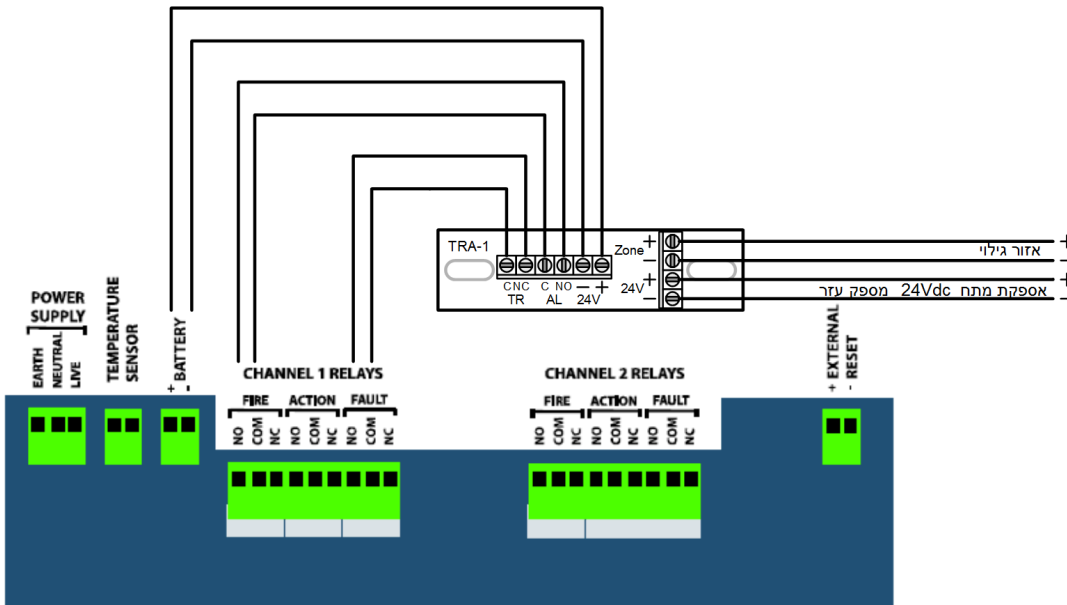 TRA-1
Zone
+
−
24V
+
−
C NC C NO − +
TR AL 24V
אזור גילוי
+
−
אספקת מתח 24Vdc מספק עזר
+
−
POWER
SUPPLY
EARTH
NEUTRAL
LIVE
TEMPERATURE
SENSOR
+ BATTERY
-
+ EXTERNAL
- RESET
CHANNEL 1 RELAYS
FIRE ACTION FAULT
NO COM NC NO COM NC NO COM NC
CHANNEL 2 RELAYS
FIRE ACTION FAULT
NO COM NC NO COM NC NO COM NC